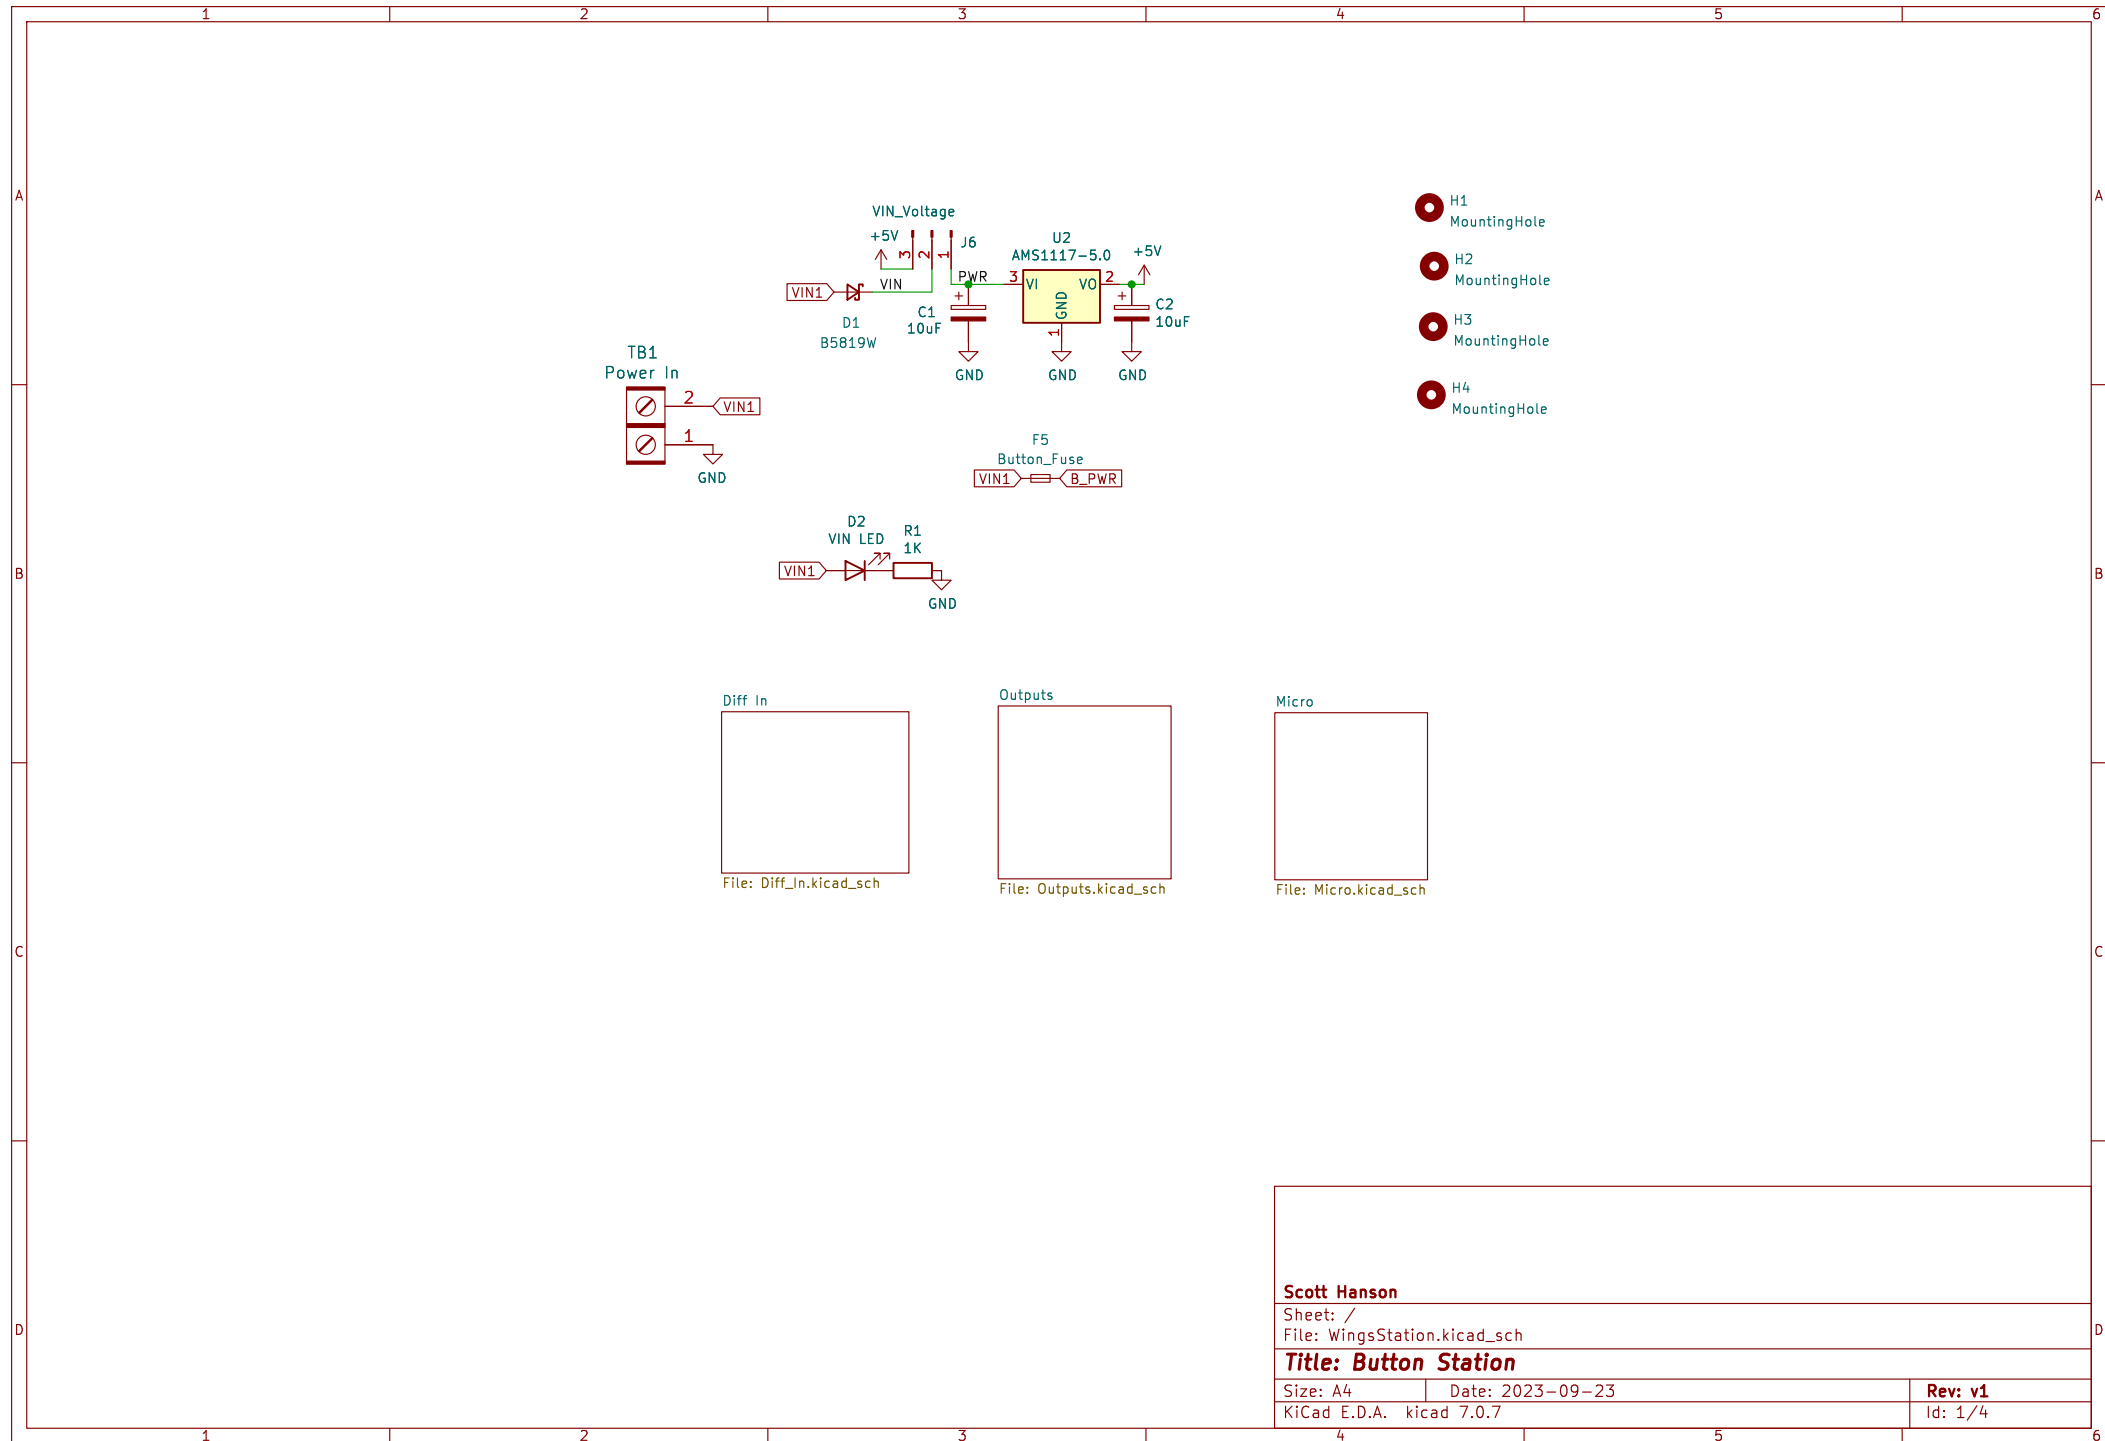 1 2 3 4 5 6
A A
B B
C C
D D
VIN_Voltage
+5V
J6
3 2 1
VIN1
VIN
PWR
D1
B5819W
C1
10uF
U2
AMS1117-5.0
3 VI VO 2
GND
1
+5V
C2
10uF
GND GND GND
H1
MountingHole
H2
MountingHole
H3
MountingHole
H4
MountingHole
TB1
Power In
2 VIN1
1
GND
F5
Button_Fuse
VIN1 B_PWR
D2
VIN LED
R1
1K
VIN1
GND
Diff In
File: Diff_In.kicad_sch
Outputs
File: Outputs.kicad_sch
Micro
File: Micro.kicad_sch
Scott Hanson
Sheet: /
File: WingsStation.kicad_sch
Title: Button Station
Size: A4 Date: 2023-09-23 Rev: v1
KiCad E.D.A. kicad 7.0.7 Id: 1/4
1 2 3 4 5 6